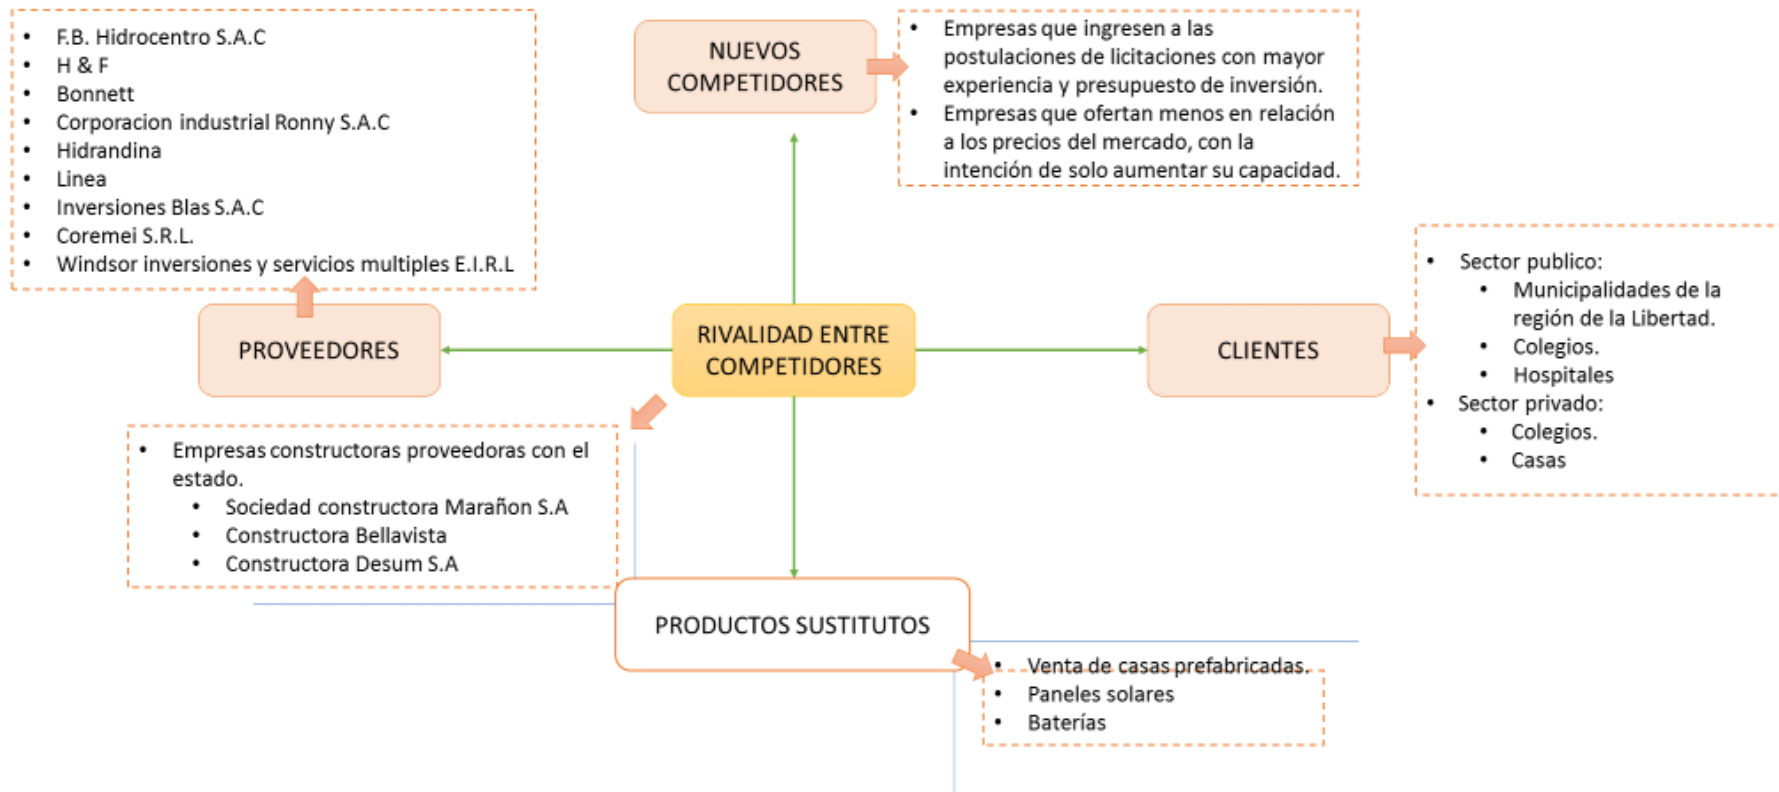 • F.B. Hidrocentro S.A.C
• H & F
• Bonnett
• Corporacion industrial Ronny S.A.C
• Hidrandina
• Linea
• Inversiones Blas S.A.C
• Coremei S.R.L.
• Windsor inversiones y servicios multiples E.I.R.L
NUEVOS
COMPETIDORES
• Empresas que ingresen a las
postulaciones de licitaciones con mayor
experiencia y presupuesto de inversión.
• Empresas que ofertan menos en relación
a los precios del mercado, con la
intención de solo aumentar su capacidad.
PROVEEDORES
RIVALIDAD ENTRE
COMPETIDORES
CLIENTES
• Sector publico:
• Municipalidades de la
región de la Libertad.
• Colegios.
• Hospitales
• Sector privado:
• Colegios.
• Casas
• Empresas constructoras proveedoras con el
estado.
• Sociedad constructora Marañon S.A
• Constructora Bellavista
• Constructora Desum S.A
PRODUCTOS SUSTITUTOS
• Venta de casas prefabricadas.
• Paneles solares
• Baterías